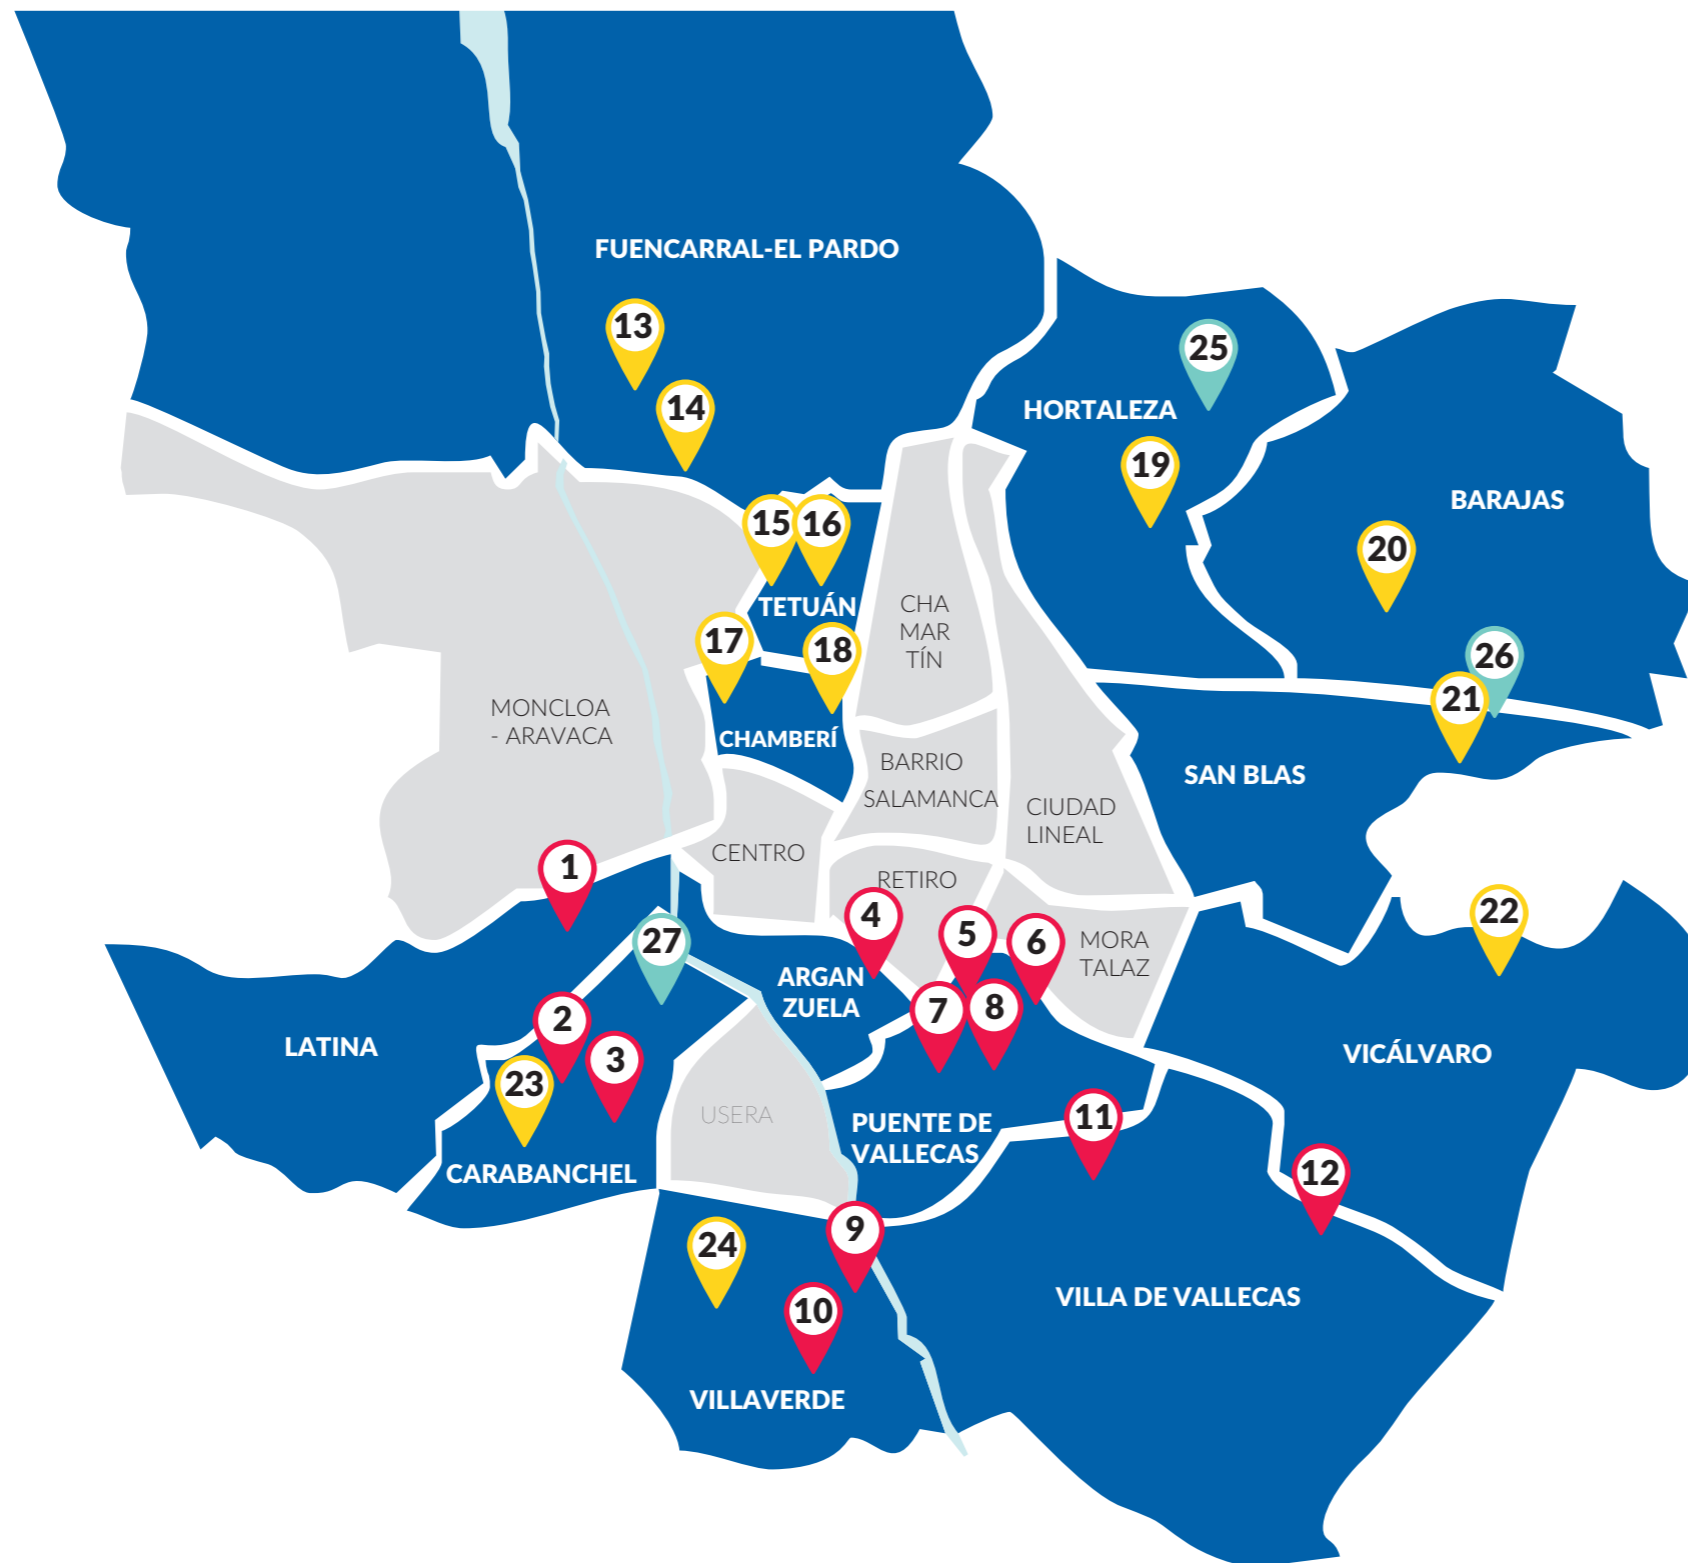 FUENCARRAL-EL PARDO
13
25
14
HORTALEZA
19
BARAJAS
15
16
20
TETUÁN
CHA
MAR
TÍN
17
18
26
21
MONCLOA
- ARAVACA
CHAMBERÍ
BARRIO
SALAMANCA
SAN BLAS
CIUDAD
LINEAL
CENTRO
1
RETIRO
4
22
27
5
6
MORA
TALAZ
ARGAN
ZUELA
7
8
2
LATINA
3
VICÁLVARO
23
USERA
PUENTE DE
VALLECAS
11
CARABANCHEL
12
9
24
10
VILLA DE VALLECAS
VILLAVERDE